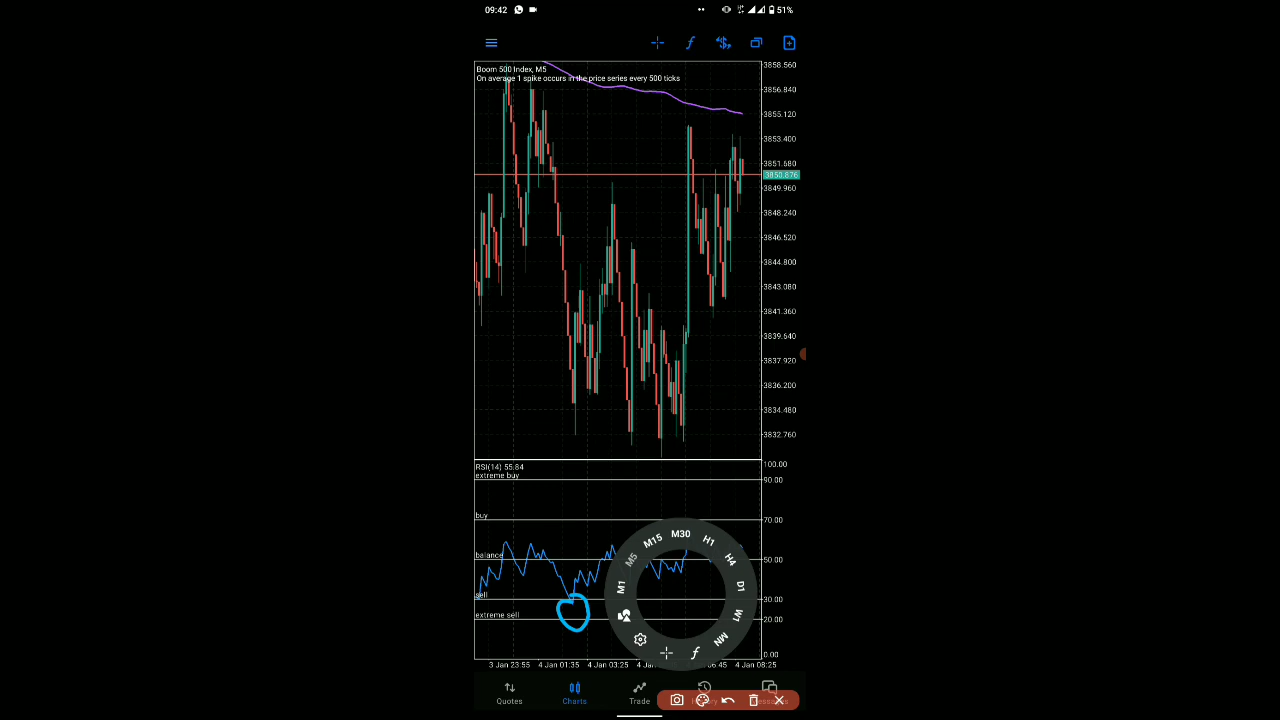 09:42
51%
Boom 500 Index, M5
On average 1 spike occurs in the price series every 500 ticks
3858.560
3856.840
3855.120
3853.400
3851.680
3850.876
3849.960
3848.240
3846.520
3844.800
3843.080
3841.360
3839.640
3837.920
3836.200
3834.480
3832.760
RSI(14) 55.84
extreme buy
100.00
90.00
buy
70.00
balance
50.00
sell
30.00
extreme sell
20.00
0.00
M1
M5
M15
M30
H1
H4
D1
W1
MN
3 Jan 23:55
4 Jan 01:35
4 Jan 03:25
4 Jan 08:25
Quotes
Charts
Trade